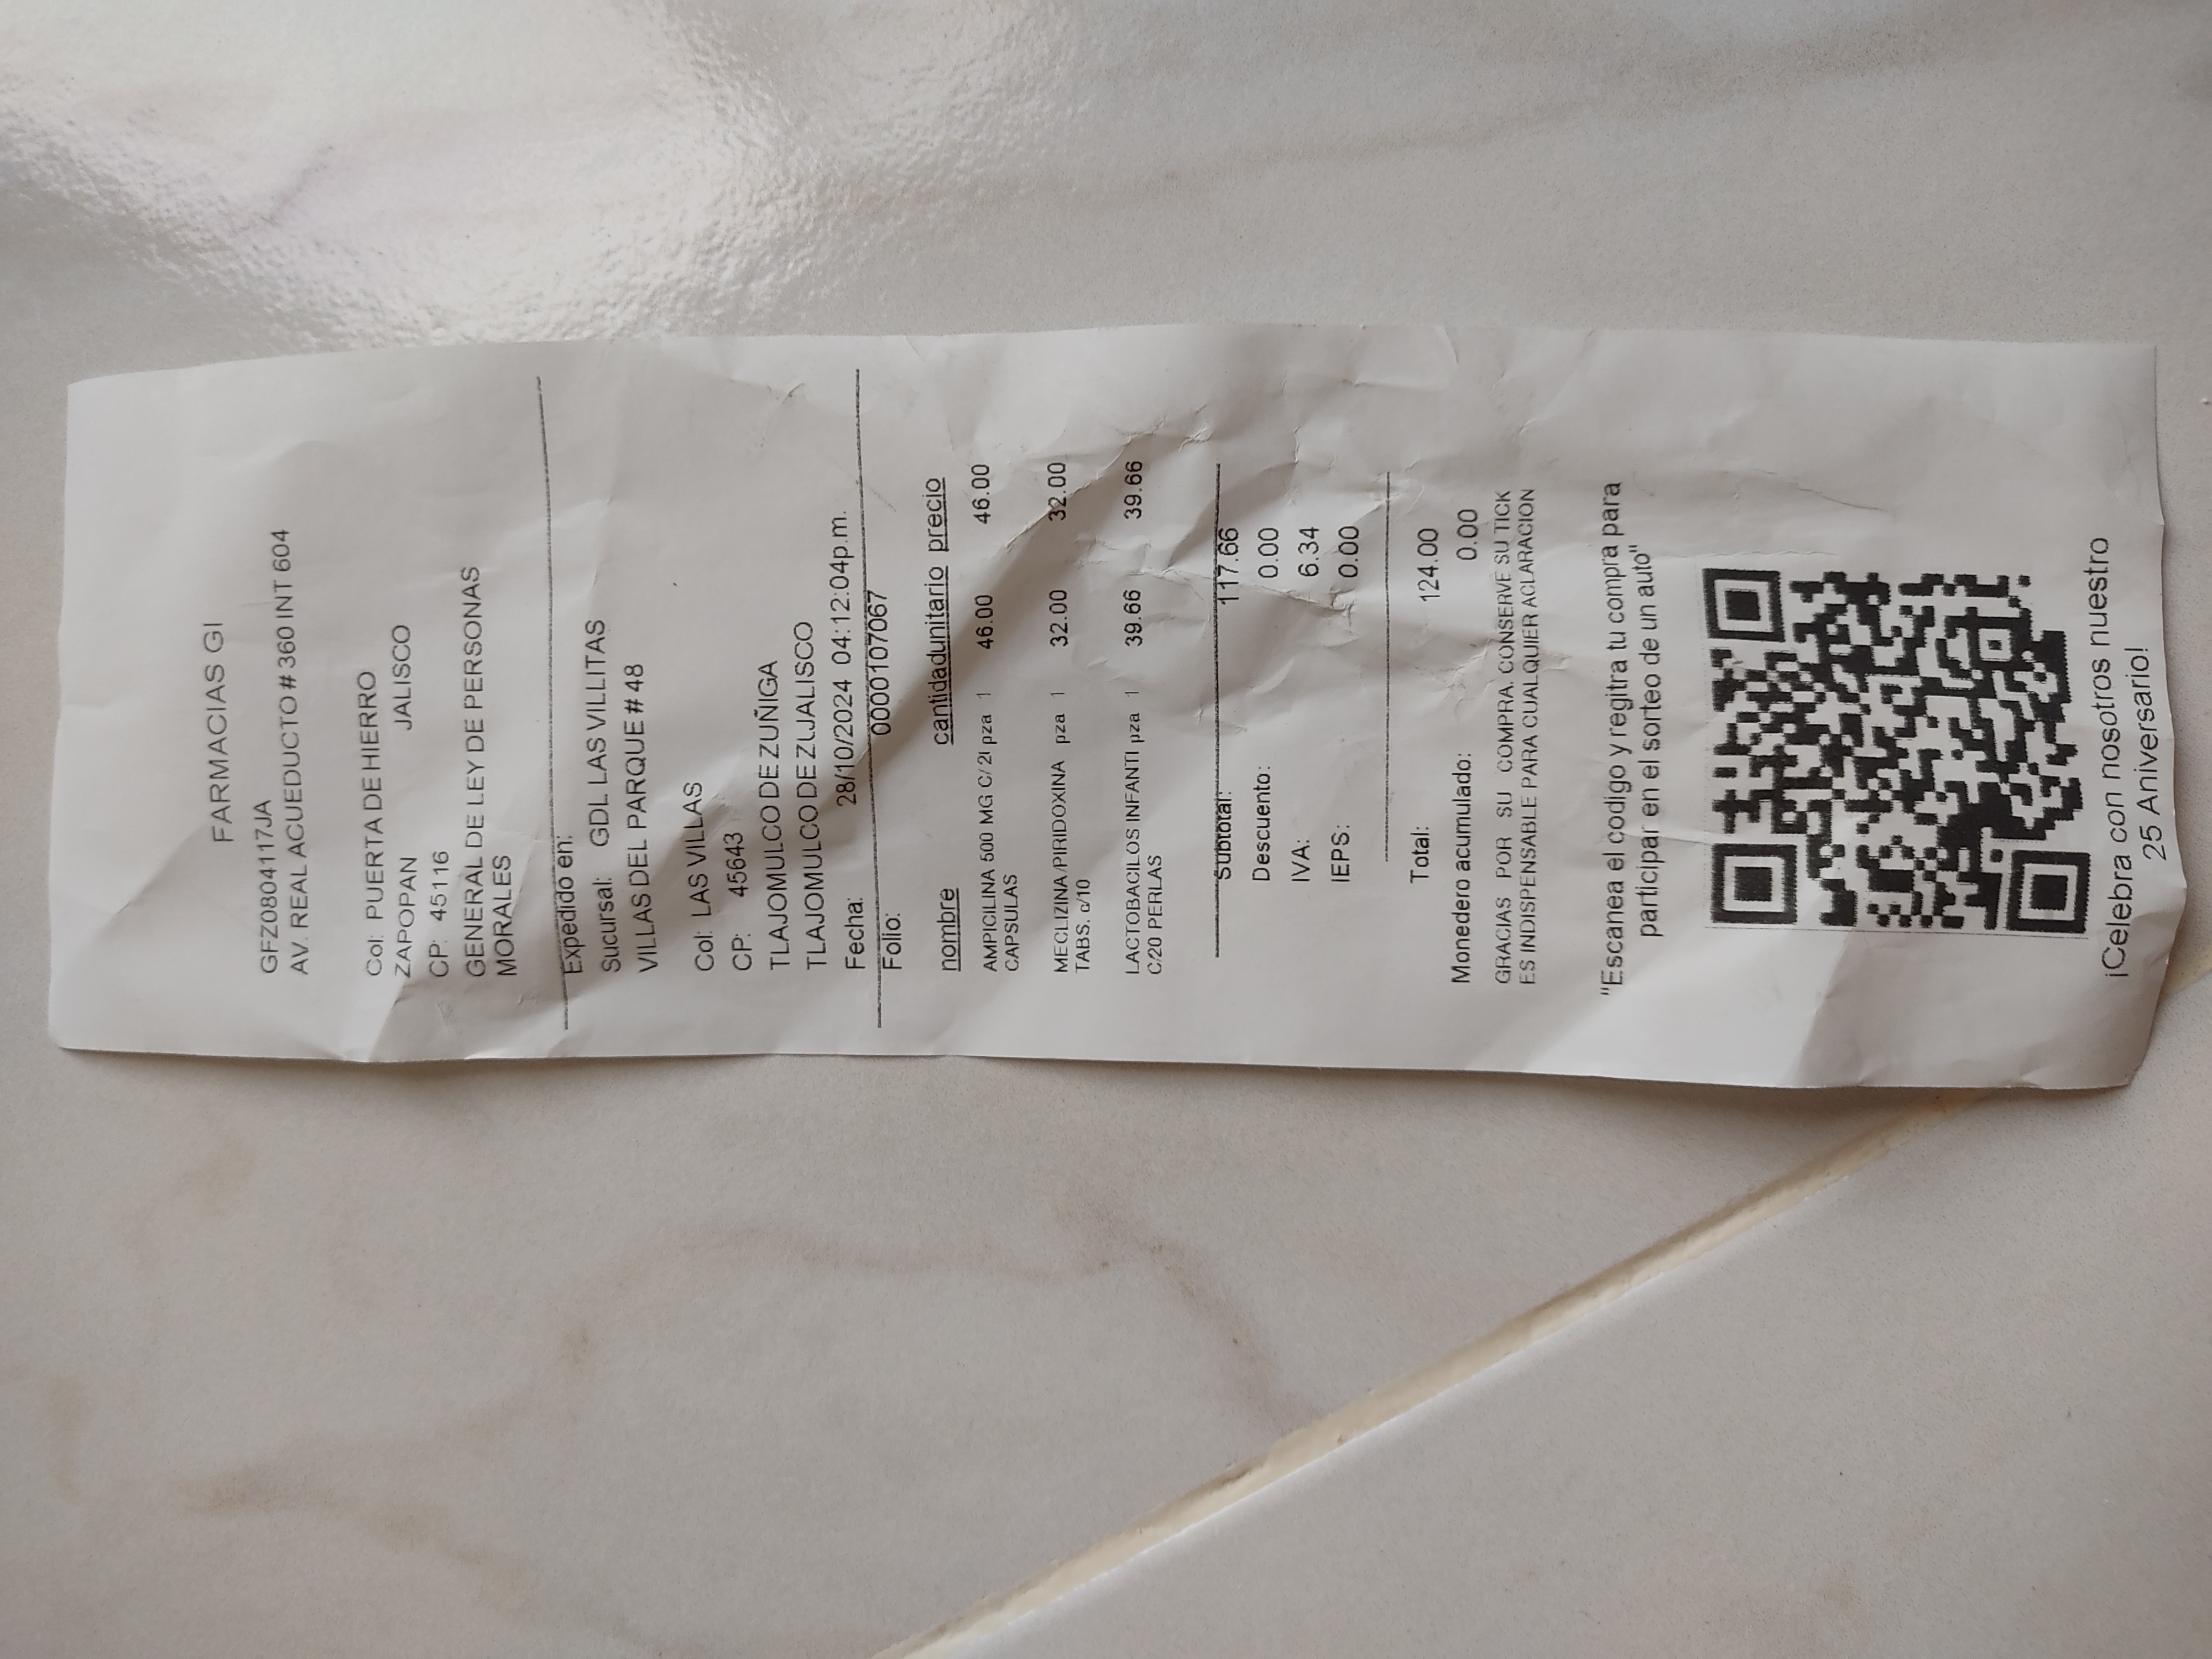 FARMACIAS GI
GFZ0804117JA
AV. REAL ACUEDUCTO # 360 INT 604
Col: PUERTA DE HIERRO
ZAPOPAN JALISCO
CP: 45116
GENERAL DE LEY DE PERSONAS
MORALES
Expedido en:
Sucursal: GDL LAS VILLITAS
VILLAS DEL PARQUE # 48
Col: LAS VILLAS
CP: 45643
TLAJOMULCO DE ZUÑIGA
TLAJOMULCO DE ZUJALISCO
Fecha: 28/10/2024 04:12:04p.m.
Folio: 0000107067
nombre cantidadunitario precio
AMPICILINA 500 MG C/ 2I pza 1 46.00 46.00
CAPSULAS
MECLIZINA/PIRIDOXINA pza 1 32.00 32.00
TABS. c/10
LACTOBACILOS INFANTI pza 1 39.66 39.66
C/20 PERLAS
Subtotal: 117.66
Descuento: 0.00
IVA: 6.34
IEPS: 0.00
Total: 124.00
Monedero acumulado: 0.00
GRACIAS POR SU COMPRA. CONSERVE SU TICK
ES INDISPENSABLE PARA CUALQUIER ACLARACION
"Escanea el codigo y regitra tu compra para
participar en el sorteo de un auto"
¡Celebra con nosotros nuestro
25 Aniversario!